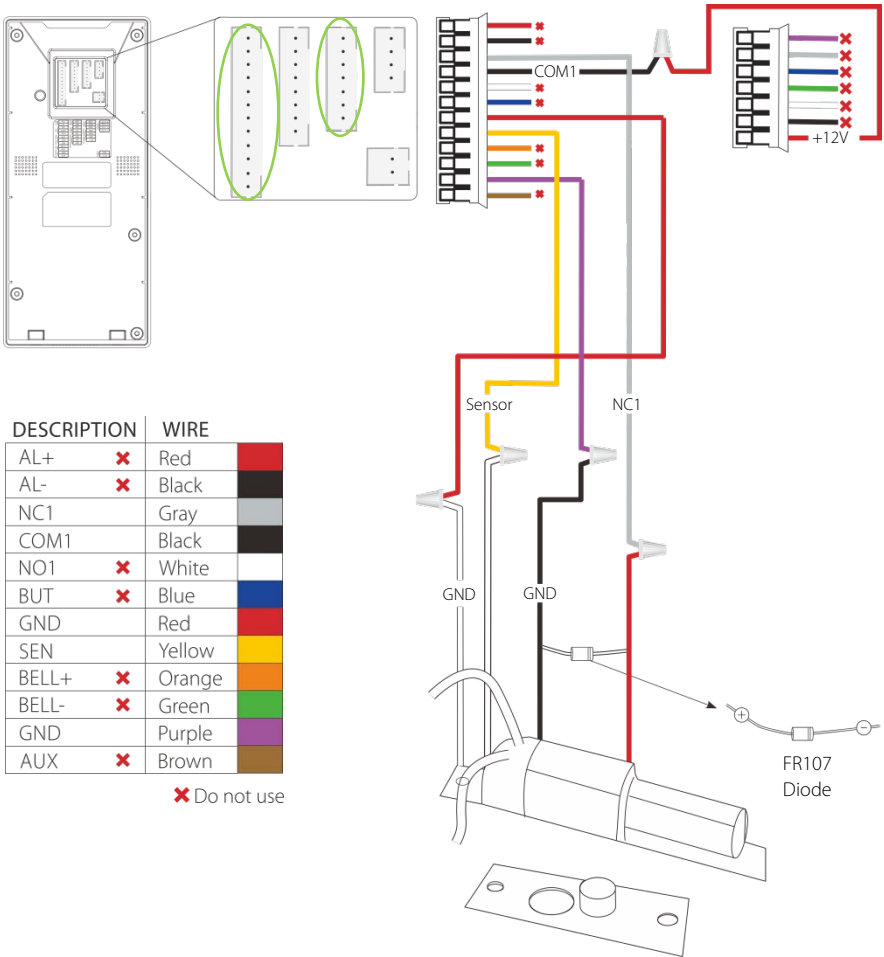 COM1
+12V
Sensor
NC1
DESCRIPTION WIRE
AL+ ✖ Red
AL- ✖ Black
NC1 Gray
COM1 Black
NO1 ✖ White
BUT ✖ Blue
GND Red
SEN Yellow
BELL+ ✖ Orange
BELL- ✖ Green
GND Purple
AUX ✖ Brown
✖ Do not use
GND
GND
+
−
FR107
Diode